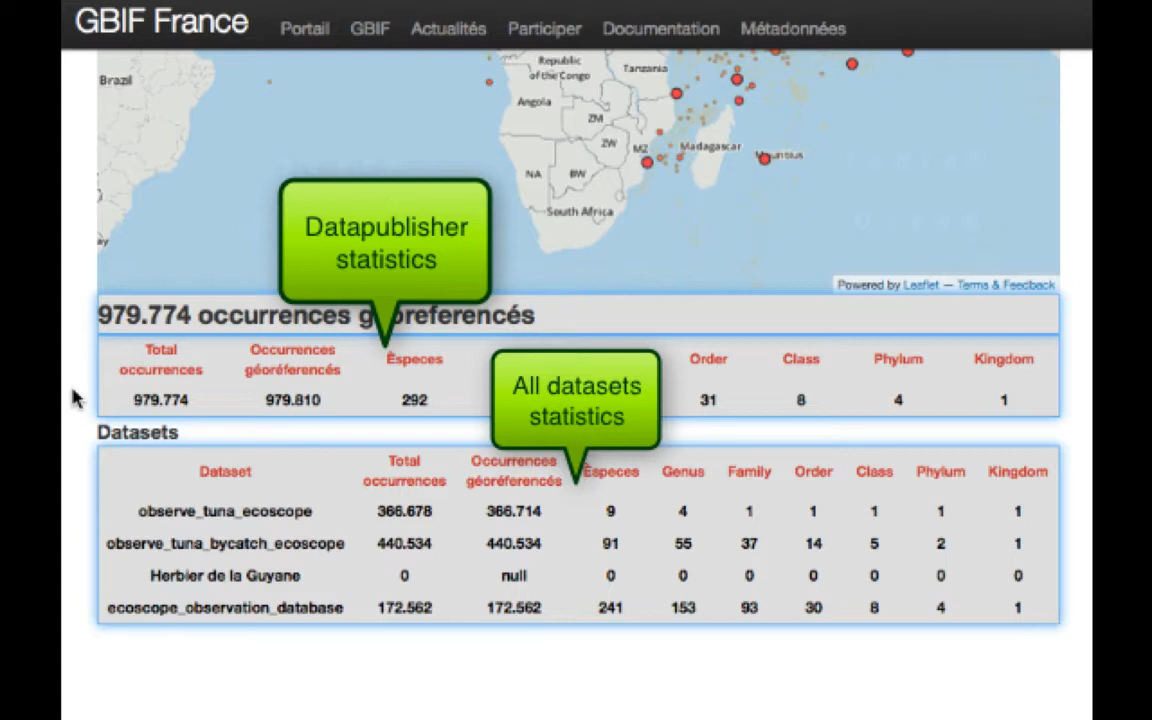 GBIF France Portail GBIF Actualités Participer Documentation Métadonnées
Republic
of the Congo
Tanzania
Brazil
Angola
ZM
ZW
MZ
Madagascar
NA
BW
South Africa
ay
Datapublisher
statistics
Powered by Leaflet — Terms & Feedback
979.774 occurrences géoreferencés
Total
occurrences
Occurrences
géoréferencés
Èspeces
Order
Class
Phylum
Kingdom
979.774 979.810 292 31 8 4 1
All datasets
statistics
Datasets
Dataset
Total
occurrences
Occurrences
géoréferencés
Èspeces
Genus
Family
Order
Class
Phylum
Kingdom
observe_tuna_ecoscope 366.678 366.714 9 4 1 1 1 1 1
observe_tuna_bycatch_ecoscope 440.534 440.534 91 55 37 14 5 2 1
Herbier de la Guyane 0 null 0 0 0 0 0 0 0
ecoscope_observation_database 172.562 172.562 241 153 93 30 8 4 1